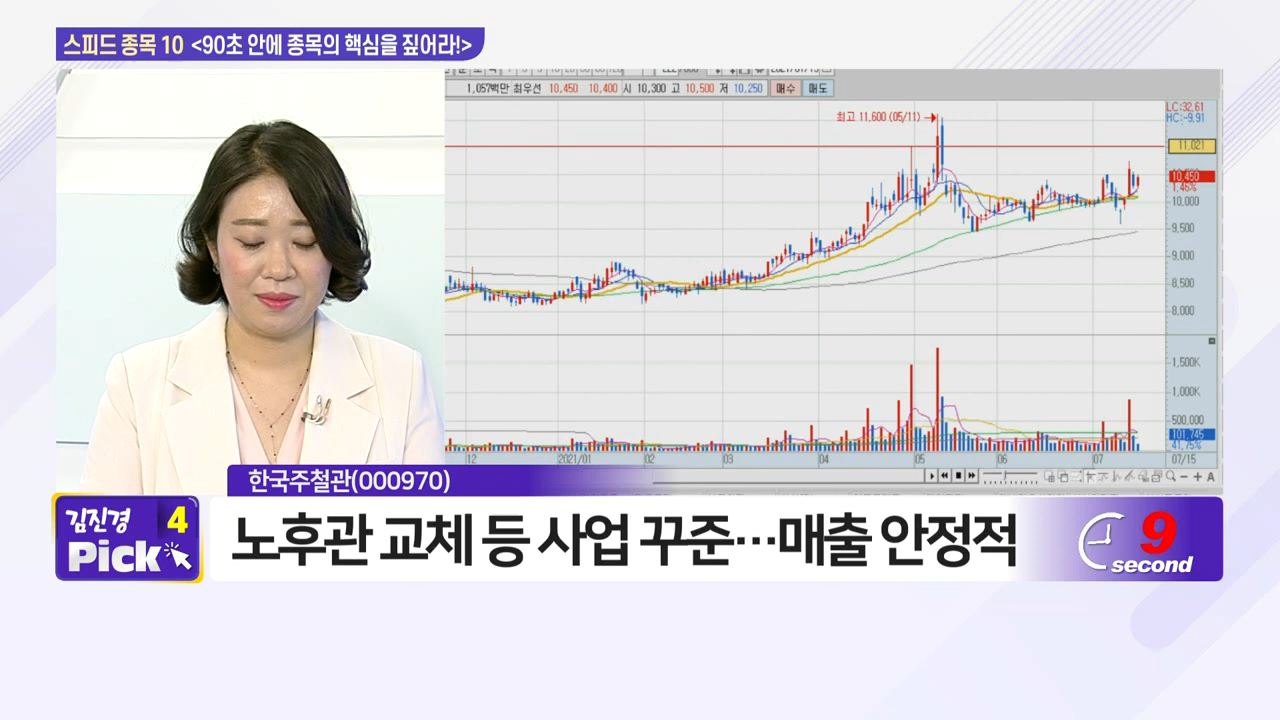 스피드 종목 10 <90초 안에 종목의 핵심을 짚어라!>
1,057백만 최우선 10,450 10,400 시 10,300 고 10,500 저 10,250 매수 매도
LC:32.61
HC:-9.91
최고 11,600 (05/11)
11,021
10,450
1.46%
10,000
9,500
9,000
8,500
8,000
1,500K
1,000K
500,000
101,745
41.75%
12 2021/01 02 03 04 05 06 07 07/15
한국주철관(000970)
김진경 4
Pick
노후관 교체 등 사업 꾸준…매출 안정적
9
second